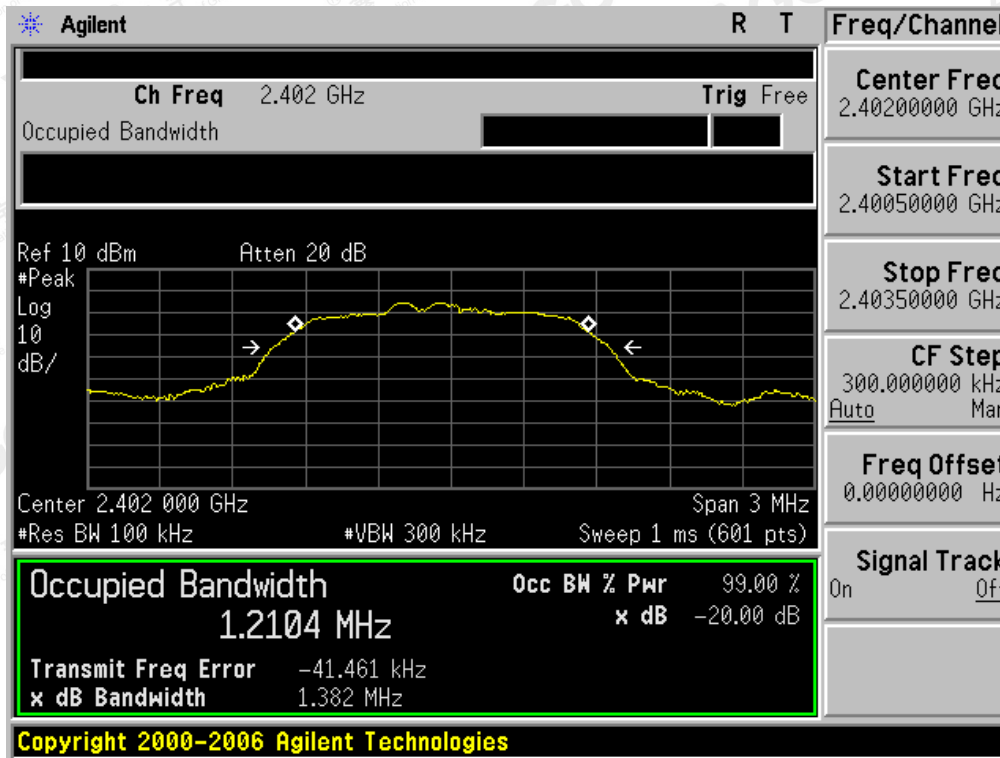 Agilent R T Freq/Channel
Ch Freq 2.402 GHz Trig Free
Occupied Bandwidth
Center Freq
2.40200000 GHz
Start Freq
2.40050000 GHz
Stop Freq
2.40350000 GHz
CF Step
300.000000 kHz
Auto Man
Freq Offset
0.00000000 Hz
Signal Track
On Off
Ref 10 dBm Atten 20 dB
#Peak
Log
10
dB/
Center 2.402 000 GHz Span 3 MHz
#Res BW 100 kHz #VBW 300 kHz Sweep 1 ms (601 pts)
Occupied Bandwidth Occ BW % Pwr 99.00 %
1.2104 MHz x dB -20.00 dB
Transmit Freq Error -41.461 kHz
x dB Bandwidth 1.382 MHz
Copyright 2000-2006 Agilent Technologies